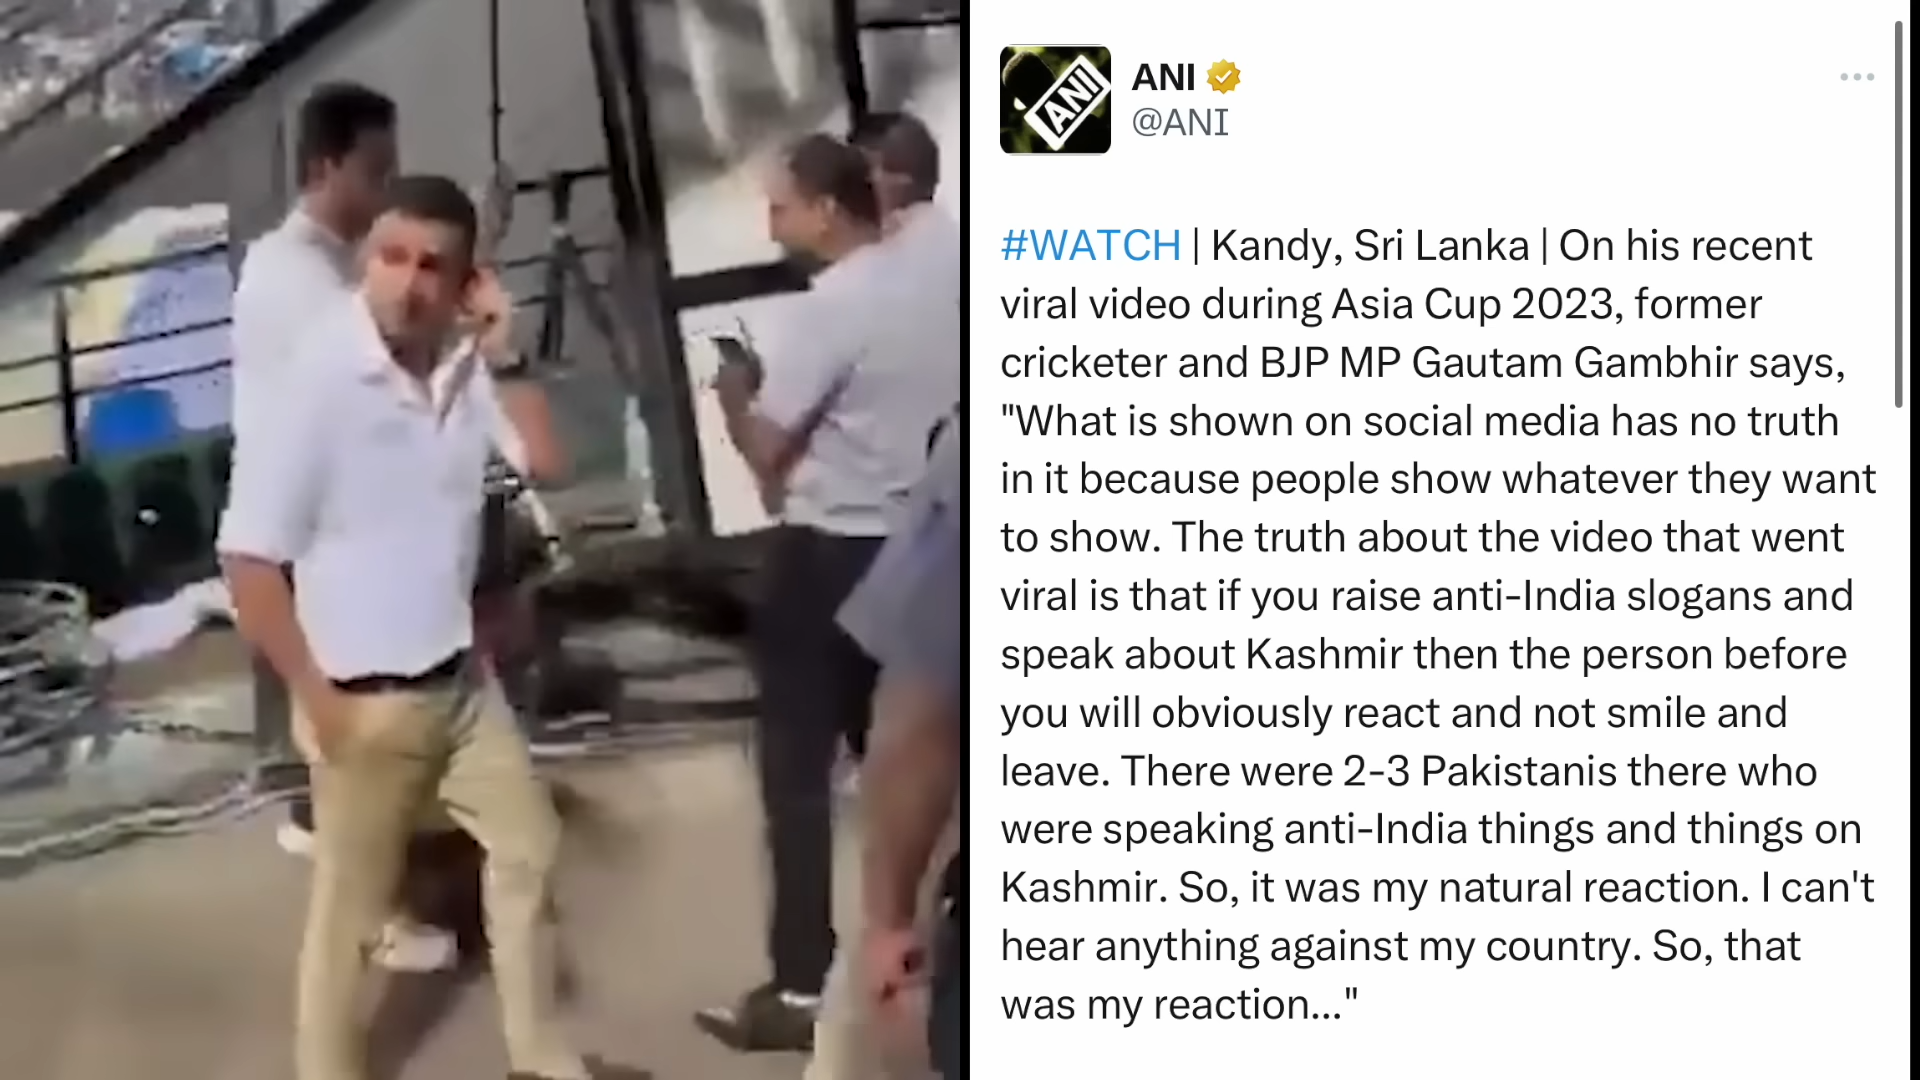 ANI
ANI
@ANI
#WATCH | Kandy, Sri Lanka | On his recent
viral video during Asia Cup 2023, former
cricketer and BJP MP Gautam Gambhir says,
"What is shown on social media has no truth
in it because people show whatever they want
to show. The truth about the video that went
viral is that if you raise anti-India slogans and
speak about Kashmir then the person before
you will obviously react and not smile and
leave. There were 2-3 Pakistanis there who
were speaking anti-India things and things on
Kashmir. So, it was my natural reaction. I can't
hear anything against my country. So, that
was my reaction..."